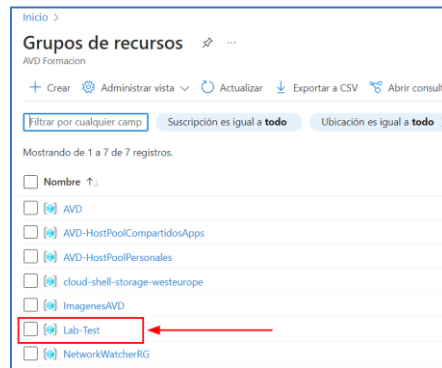 Inicio >
Grupos de recursos
AVD Formacion
Crear Administrar vista Actualizar Exportar a CSV Abrir consult
Filtrar por cualquier camp Suscripción es igual a todo Ubicación es igual a todo
Mostrando de 1 a 7 de 7 registros.
Nombre ↑↓
AVD
AVD-HostPoolCompartidosApps
AVD-HostPoolPersonales
cloud-shell-storage-westeurope
ImagenesAVD
Lab-Test
NetworkWatcherRG